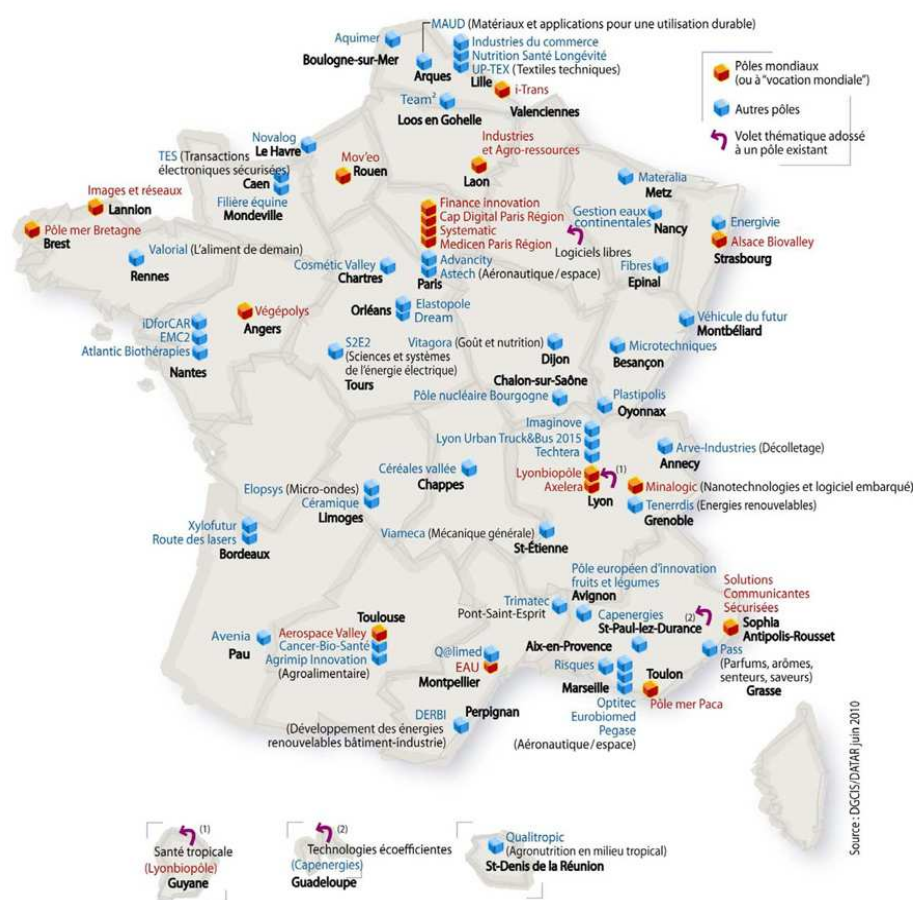 MAUD (Matériaux et applications pour une utilisation durable)
Aquimer
Boulogne-sur-Mer
Arques
Industries du commerce
Nutrition Santé Longévité
UP-TEX (Textiles techniques)
Lille
i-Trans
Valenciennes
Team²
Loos en Gohelle
Pôles mondiaux
(ou à "vocation mondiale")
Autres pôles
Volet thématique adossé
à un pôle existant
Novalog
Le Havre
TES (Transactions
électroniques sécurisées)
Caen
Filière équine
Mondeville
Mov'eo
Rouen
Industries
et Agro-ressources
Laon
Materalia
Metz
Images et réseaux
Lannion
Pôle mer Bretagne
Brest
Valorial (L'aliment de demain)
Rennes
Finance innovation
Cap Digital Paris Région
Systematic
Medicen Paris Région
Logiciels libres
Advancity
Astech (Aéronautique/espace)
Paris
Gestion eaux
continentales
Nancy
Energivie
Alsace Biovalley
Strasbourg
Cosmétic Valley
Chartres
Fibres
Epinal
Orléans
Elastopole
Dream
Végépolys
Angers
iDforCAR
EMC2
Atlantic Biothérapies
Nantes
S2E2
(Sciences et systèmes
de l'énergie électrique)
Tours
Vitagora (Goût et nutrition)
Dijon
Véhicule du futur
Montbéliard
Microtechniques
Besançon
Chalon-sur-Saône
Pôle nucléaire Bourgogne
Plastipolis
Oyonnax
Imaginove
Lyon Urban Truck&Bus 2015
Techtera
Lyonbiopôle
(1)
Axelera
Lyon
Arve-Industries (Décolletage)
Annecy
Minalogic (Nanotechnologies et logiciel embarqué)
Tenerrdis (Energies renouvelables)
Grenoble
Céréales vallée
Chappes
Elopsys (Micro-ondes)
Céramique
Limoges
Xylofutur
Route des lasers
Bordeaux
Viameca (Mécanique générale)
St-Étienne
Pôle européen d'innovation
fruits et légumes
Avignon
Trimatec
Pont-Saint-Esprit
Capenergies
(2)
St-Paul-lez-Durance
Solutions
Communicantes
Sécurisées
Sophia
Antipolis-Rousset
Toulouse
Aerospace Valley
Cancer-Bio-Santé
Agrimip Innovation
(Agroalimentaire)
Avenia
Pau
Q@limed
EAU
Montpellier
Aix-en-Provence
Risques
Marseille
Optitec
Eurobiomed
Pegase
(Aéronautique/espace)
Toulon
Pôle mer Paca
Pass
(Parfums, arômes,
senteurs, saveurs)
Grasse
Perpignan
DERBI
(Développement des énergies
renouvelables bâtiment-industrie)
Source : DGCIS/DATAR juin 2010
(1)
Santé tropicale
(Lyonbiopôle)
Guyane
(2)
Technologies écoefficientes
(Capenergies)
Guadeloupe
Qualitropic
(Agronutrition en milieu tropical)
St-Denis de la Réunion